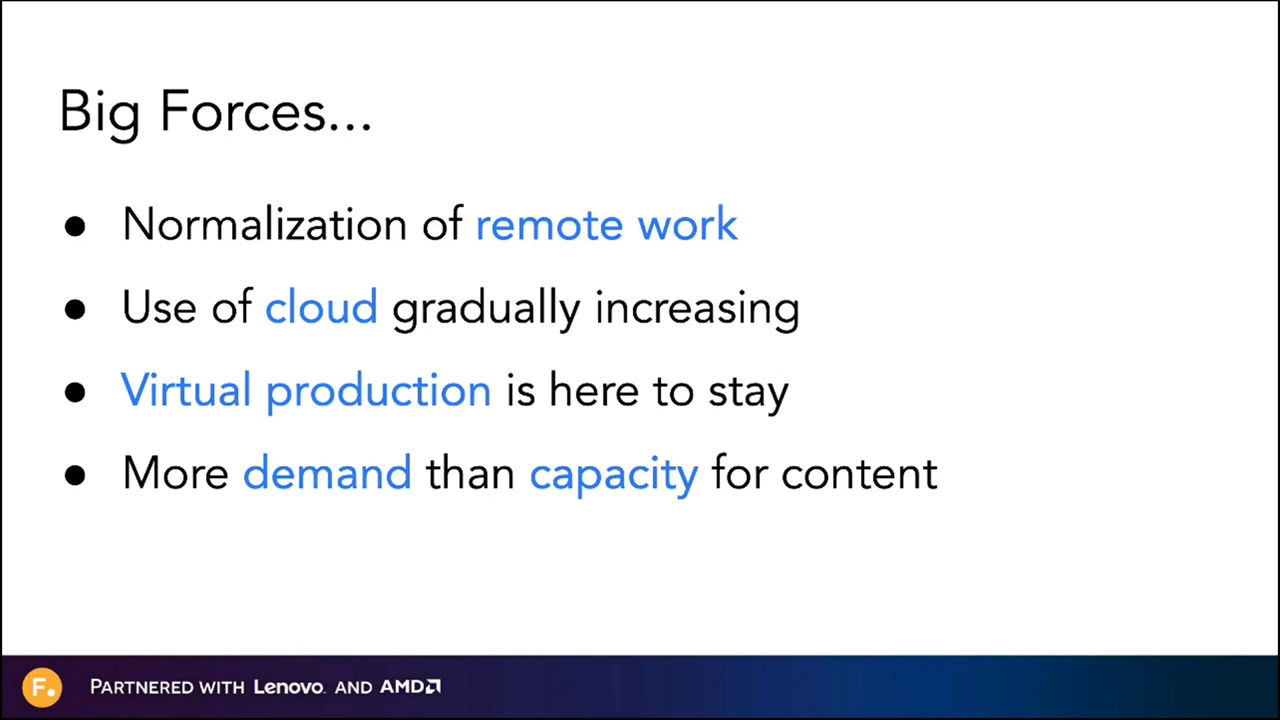 Big Forces...
● Normalization of remote work
● Use of cloud gradually increasing
● Virtual production is here to stay
● More demand than capacity for content
F. PARTNERED WITH Lenovo. AND AMD